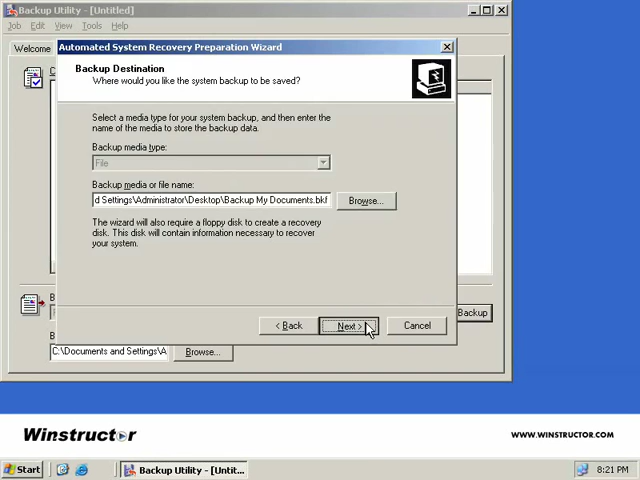 Backup Utility - [Untitled]
Job Edit View Tools Help
Welcome
Automated System Recovery Preparation Wizard
Backup Destination
Where would you like the system backup to be saved?
Select a media type for your system backup, and then enter the
name of the media to store the backup data.
Backup media type:
File
Backup media or file name:
d Settings\Administrator\Desktop\Backup My Documents.bkf
Browse...
The wizard will also require a floppy disk to create a recovery
disk. This disk will contain information necessary to recover
your system.
< Back
Next >
Cancel
Backup
C:\Documents and Settings\A
Browse...
Winstructor
WWW.WINSTRUCTOR.COM
Start
Backup Utility - [Untit...
8:21 PM